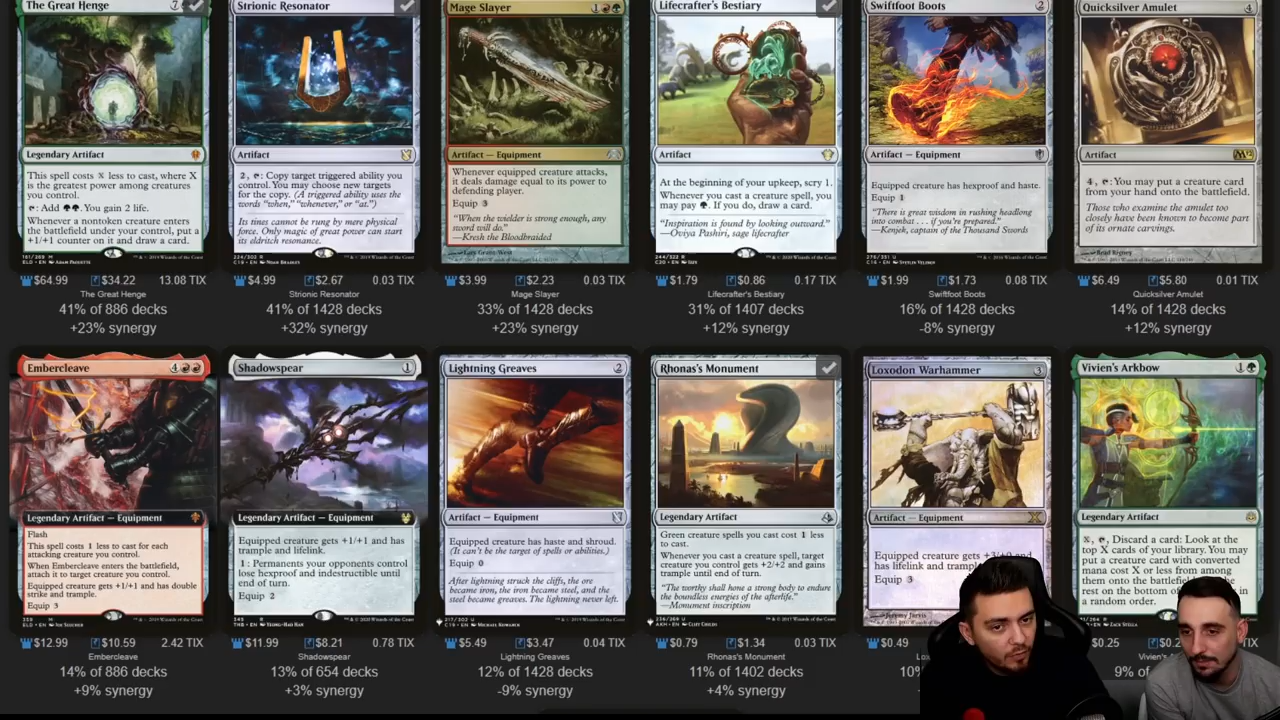 The Great Henge 7
Legendary Artifact
This spell costs X less to cast, where X
is the greatest power among creatures
you control.
: Add . You gain 2 life.
Whenever a nontoken creature enters
the battlefield under your control, put a
+1/+1 counter on it and draw a card.
$64.99 $34.22 13.08 TIX
The Great Henge
41% of 886 decks
+23% synergy
Strionic Resonator
Artifact
2, : Copy target triggered ability you
control. You may choose new targets
for the copy. (A triggered ability uses the
words “when,” “whenever,” or “at.”)
Its tines cannot be rung by mere physical
force. Only magic of great power can start
its eldritch resonance.
$4.99 $2.67 0.03 TIX
Strionic Resonator
41% of 1428 decks
+32% synergy
Mage Slayer 1
Artifact — Equipment
Whenever equipped creature attacks,
it deals damage equal to its power to
defending player.
Equip 3
“When the wielder is strong enough, any
sword will do.”
—Kresh the Bloodbraided
$3.99 $2.23 0.03 TIX
Mage Slayer
33% of 1428 decks
+23% synergy
Lifecrafter's Bestiary
Artifact
At the beginning of your upkeep, scry 1.
Whenever you cast a creature spell, you
may pay . If you do, draw a card.
“Inspiration is found by looking outward.”
—Oviya Pashiri, sage lifecrafter
$1.79 $0.86 0.17 TIX
Lifecrafter's Bestiary
31% of 1407 decks
+12% synergy
Swiftfoot Boots 2
Artifact — Equipment
Equipped creature has hexproof and haste.
Equip 1
“There is great wisdom in rushing headlong
into combat . . . if you're prepared.”
—Konjek, captain of the Thousand Swords
$1.99 $1.73 0.08 TIX
Swiftfoot Boots
16% of 1428 decks
-8% synergy
Quicksilver Amulet 4
Artifact
4, : You may put a creature card
from your hand onto the battlefield.
Those who examine the amulet too
closely have been known to become part
of its ornate carvings.
$6.49 $5.80 0.01 TIX
Quicksilver Amulet
14% of 1428 decks
+12% synergy
Embercleave 4
Legendary Artifact — Equipment
Flash
This spell costs 1 less to cast for each
attacking creature you control.
When Embercleave enters the battlefield,
attach it to target creature you control.
Equipped creature gets +1/+1 and has double
strike and trample.
Equip 3
$12.99 $10.59 2.42 TIX
Embercleave
14% of 886 decks
+9% synergy
Shadowspear 1
Legendary Artifact — Equipment
Equipped creature gets +1/+1 and has
trample and lifelink.
1: Permanents your opponents control
lose hexproof and indestructible until
end of turn.
Equip 2
$11.99 $8.21 0.78 TIX
Shadowspear
13% of 654 decks
+3% synergy
Lightning Greaves 2
Artifact — Equipment
Equipped creature has haste and shroud.
(It can't be the target of spells or abilities.)
Equip 0
After lightning struck the cliffs, the ore
became iron, the iron became steel, and the
steel became greaves. The lightning never left.
$5.49 $3.47 0.04 TIX
Lightning Greaves
12% of 1428 decks
-9% synergy
Rhonas's Monument
Legendary Artifact
Green creature spells you cast cost 1 less
to cast.
Whenever you cast a creature spell, target
creature you control gets +2/+2 and gains
trample until end of turn.
“The worthy shall hone a strong body to endure
the boundless energies of the afterlife.”
—Monument inscription
$0.79 $1.34 0.03 TIX
Rhonas's Monument
11% of 1402 decks
+4% synergy
Loxodon Warhammer 3
Artifact — Equipment
Equipped creature gets +3/+0 and
has lifelink and trample
Equip 3
$0.49
10%
Vivien's Arkbow 1
Legendary Artifact
X, , Discard a card: Look at the
top X cards of your library. You may
put a creature card with converted
mana cost X or less from among
them onto the battlefield
a random order.
$0.25
Vivien's
9% of